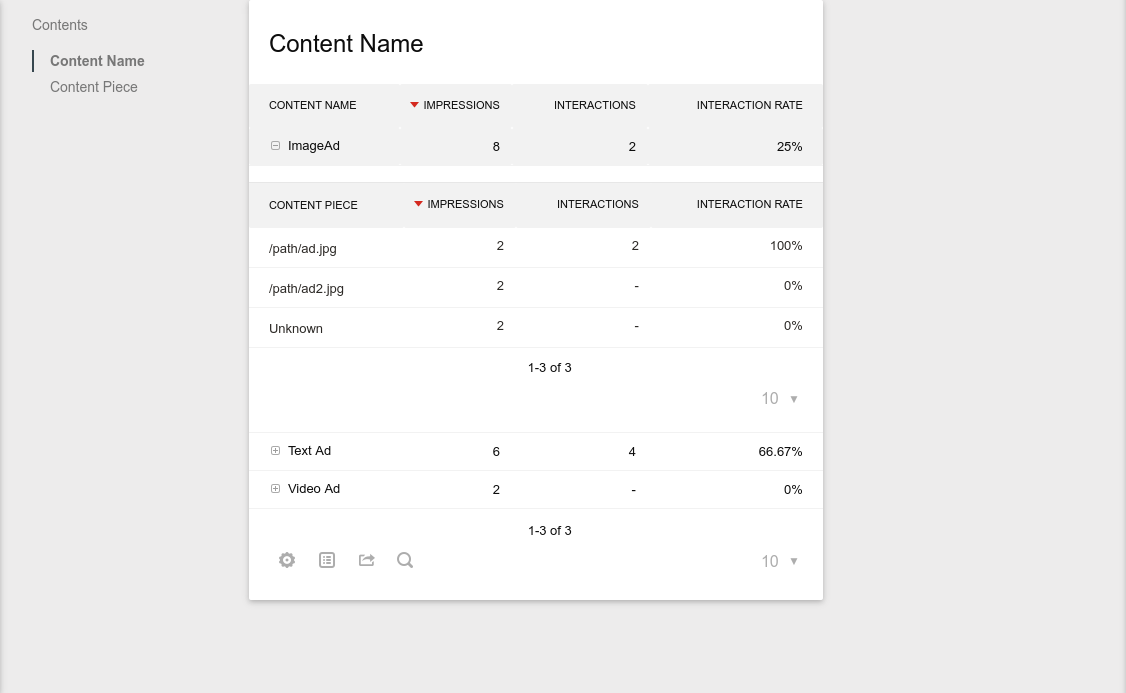 Contents
Content Name
Content Piece
Content Name
CONTENT NAME IMPRESSIONS INTERACTIONS INTERACTION RATE
ImageAd 8 2 25%
CONTENT PIECE IMPRESSIONS INTERACTIONS INTERACTION RATE
/path/ad.jpg 2 2 100%
/path/ad2.jpg 2 - 0%
Unknown 2 - 0%
1-3 of 3
10
Text Ad 6 4 66.67%
Video Ad 2 - 0%
1-3 of 3
10